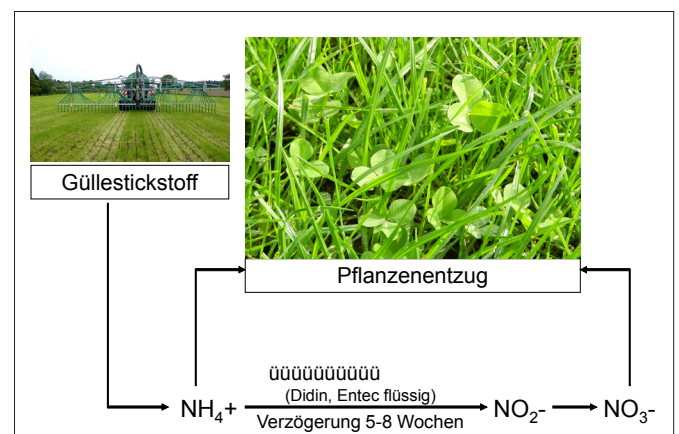 Güllestickstoff
Pflanzenentzug
üüüüüüüüüü
(Didin, Entec flüssig)
NH₄+
Verzögerung 5-8 Wochen
NO₂-
NO₃-